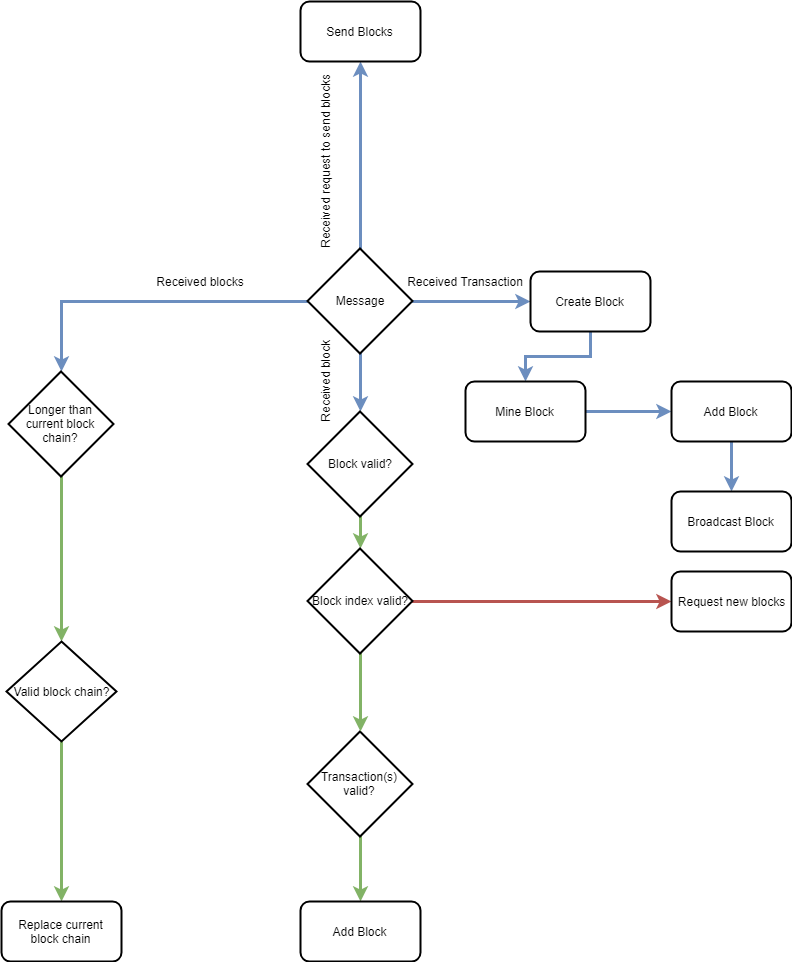 Send Blocks
Received request to send blocks
Received blocks
Message
Received Transaction
Create Block
Received block
Longer than
current block
chain?
Mine Block
Add Block
Block valid?
Broadcast Block
Block index valid?
Request new blocks
Valid block chain?
Transaction(s)
valid?
Replace current
block chain
Add Block